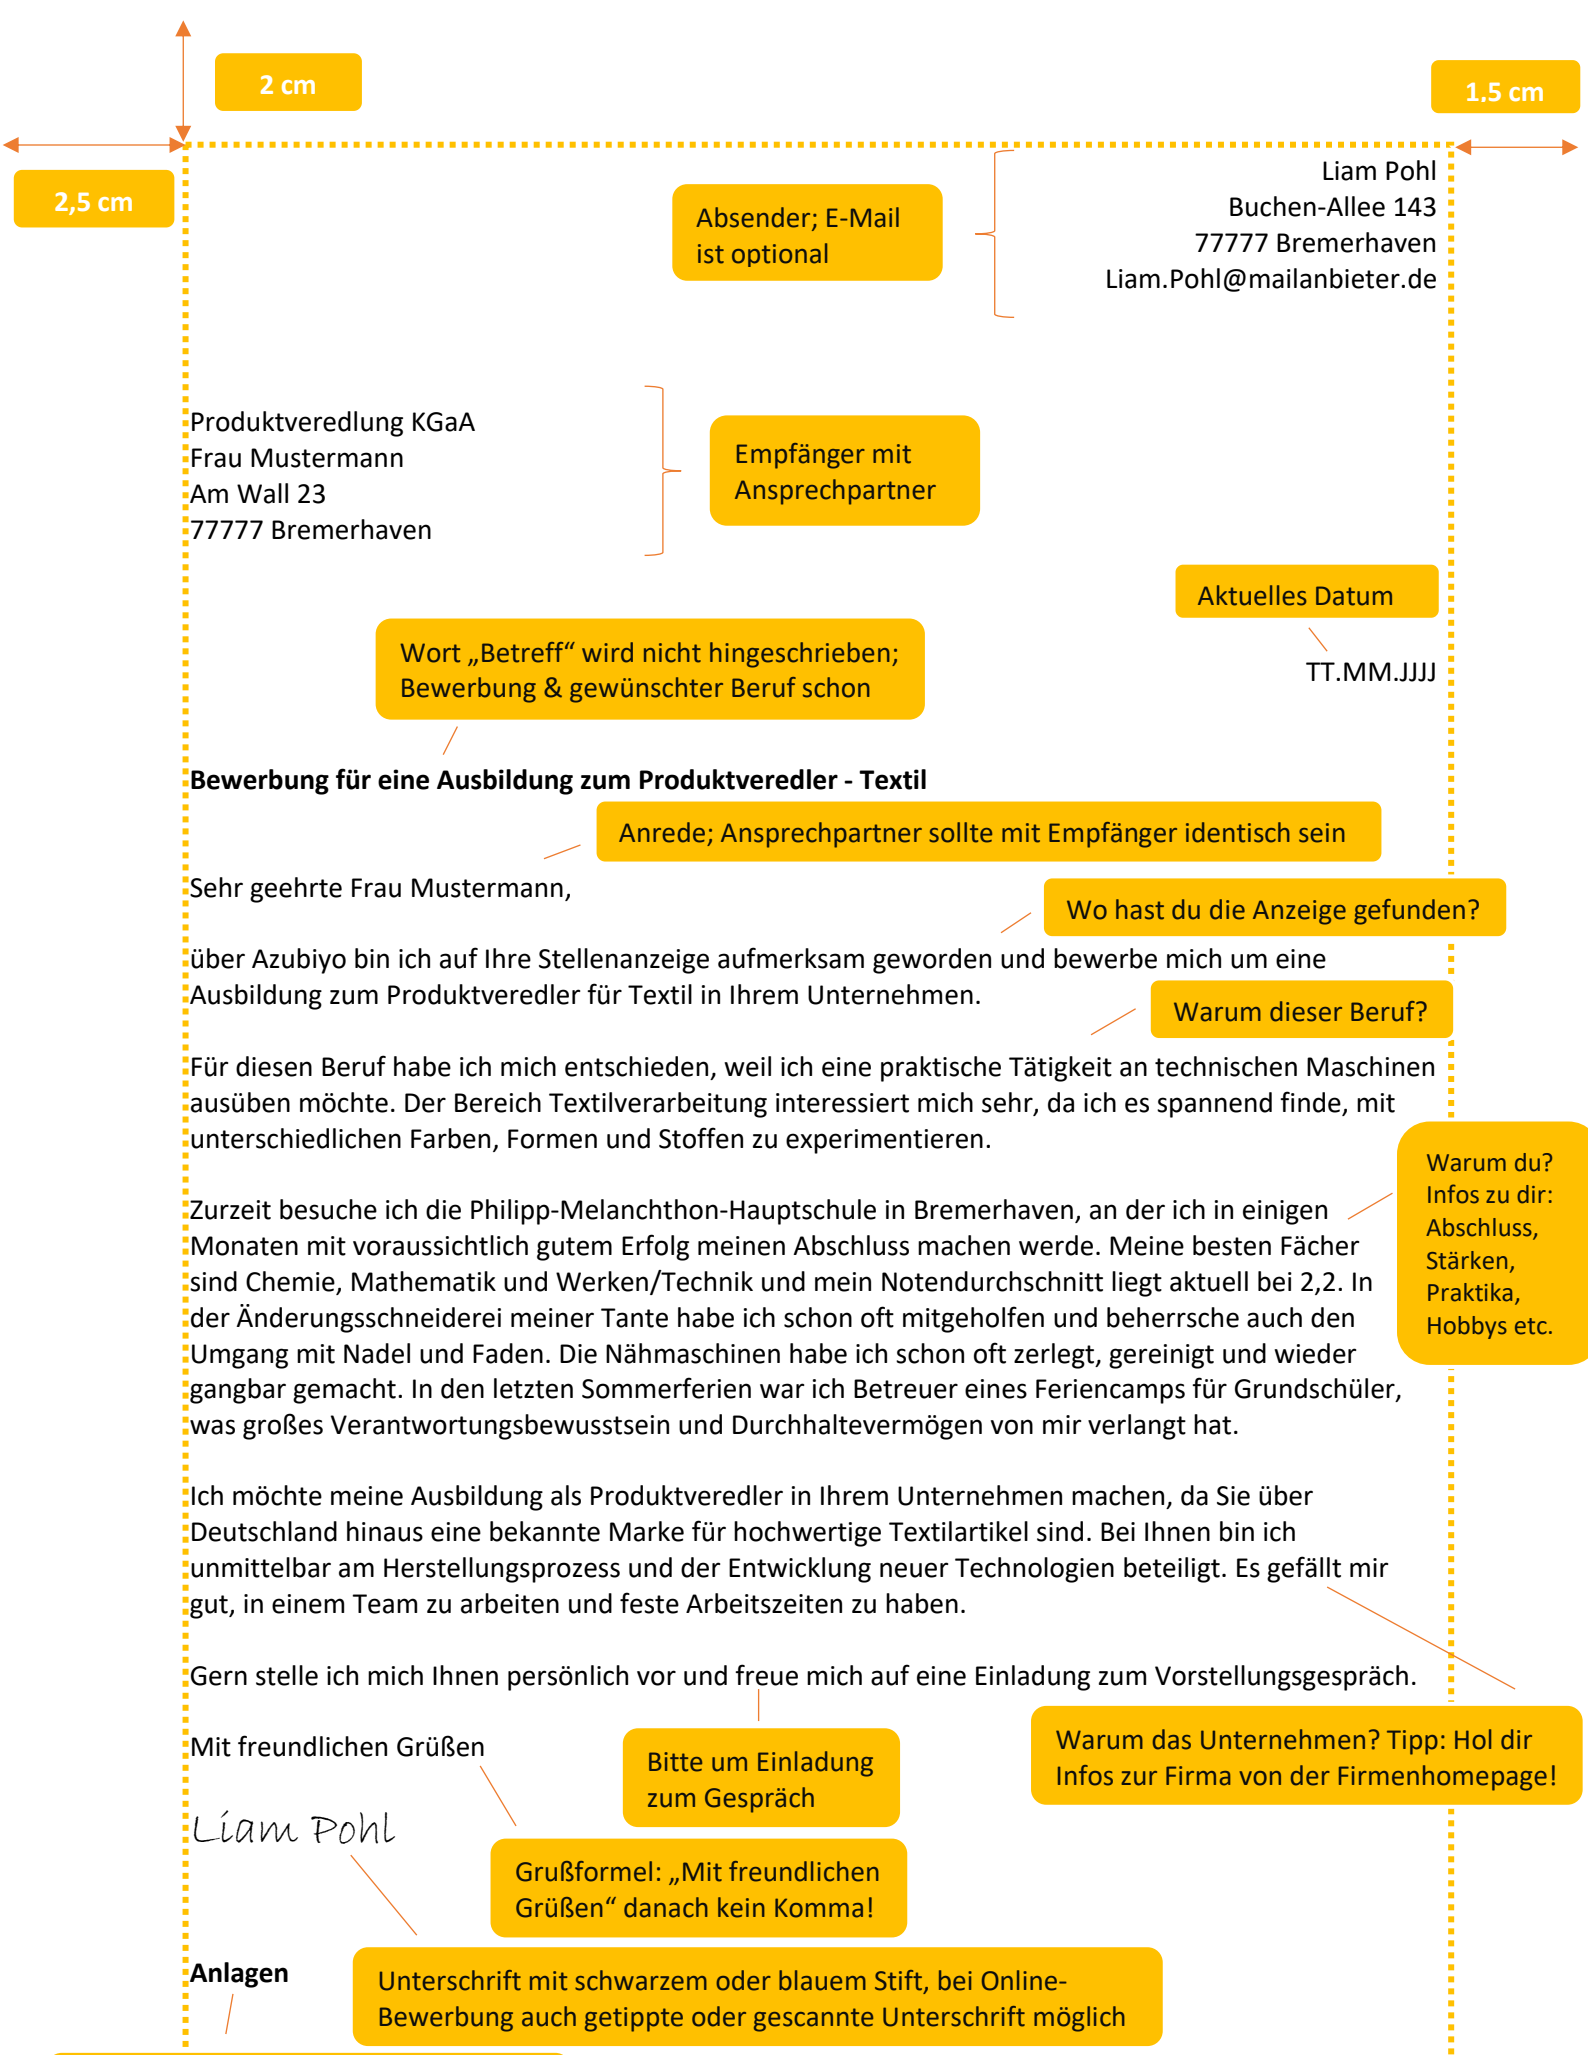 2 cm
1,5 cm
2,5 cm
Liam Pohl
Buchen-Allee 143
77777 Bremerhaven
Liam.Pohl@mailanbieter.de
Absender; E-Mail
ist optional
Produktveredlung KGaA
Frau Mustermann
Am Wall 23
77777 Bremerhaven
Empfänger mit
Ansprechpartner
Aktuelles Datum
TT.MM.JJJJ
Wort „Betreff“ wird nicht hingeschrieben;
Bewerbung & gewünschter Beruf schon
Bewerbung für eine Ausbildung zum Produktveredler - Textil
Anrede; Ansprechpartner sollte mit Empfänger identisch sein
Sehr geehrte Frau Mustermann,
Wo hast du die Anzeige gefunden?
über Azubiyo bin ich auf Ihre Stellenanzeige aufmerksam geworden und bewerbe mich um eine
Ausbildung zum Produktveredler für Textil in Ihrem Unternehmen.
Warum dieser Beruf?
Für diesen Beruf habe ich mich entschieden, weil ich eine praktische Tätigkeit an technischen Maschinen
ausüben möchte. Der Bereich Textilverarbeitung interessiert mich sehr, da ich es spannend finde, mit
unterschiedlichen Farben, Formen und Stoffen zu experimentieren.
Warum du?
Infos zu dir:
Abschluss,
Stärken,
Praktika,
Hobbys etc.
Zurzeit besuche ich die Philipp-Melanchthon-Hauptschule in Bremerhaven, an der ich in einigen
Monaten mit voraussichtlich gutem Erfolg meinen Abschluss machen werde. Meine besten Fächer
sind Chemie, Mathematik und Werken/Technik und mein Notendurchschnitt liegt aktuell bei 2,2. In
der Änderungsschneiderei meiner Tante habe ich schon oft mitgeholfen und beherrsche auch den
Umgang mit Nadel und Faden. Die Nähmaschinen habe ich schon oft zerlegt, gereinigt und wieder
gangbar gemacht. In den letzten Sommerferien war ich Betreuer eines Feriencamps für Grundschüler,
was großes Verantwortungsbewusstsein und Durchhaltevermögen von mir verlangt hat.
Ich möchte meine Ausbildung als Produktveredler in Ihrem Unternehmen machen, da Sie über
Deutschland hinaus eine bekannte Marke für hochwertige Textilartikel sind. Bei Ihnen bin ich
unmittelbar am Herstellungsprozess und der Entwicklung neuer Technologien beteiligt. Es gefällt mir
gut, in einem Team zu arbeiten und feste Arbeitszeiten zu haben.
Gern stelle ich mich Ihnen persönlich vor und freue mich auf eine Einladung zum Vorstellungsgespräch.
Warum das Unternehmen? Tipp: Hol dir
Infos zur Firma von der Firmenhomepage!
Mit freundlichen Grüßen
Bitte um Einladung
zum Gespräch
Liam Pohl
Grußformel: „Mit freundlichen
Grüßen“ danach kein Komma!
Anlagen
Unterschrift mit schwarzem oder blauem Stift, bei Online-
Bewerbung auch getippte oder gescannte Unterschrift möglich